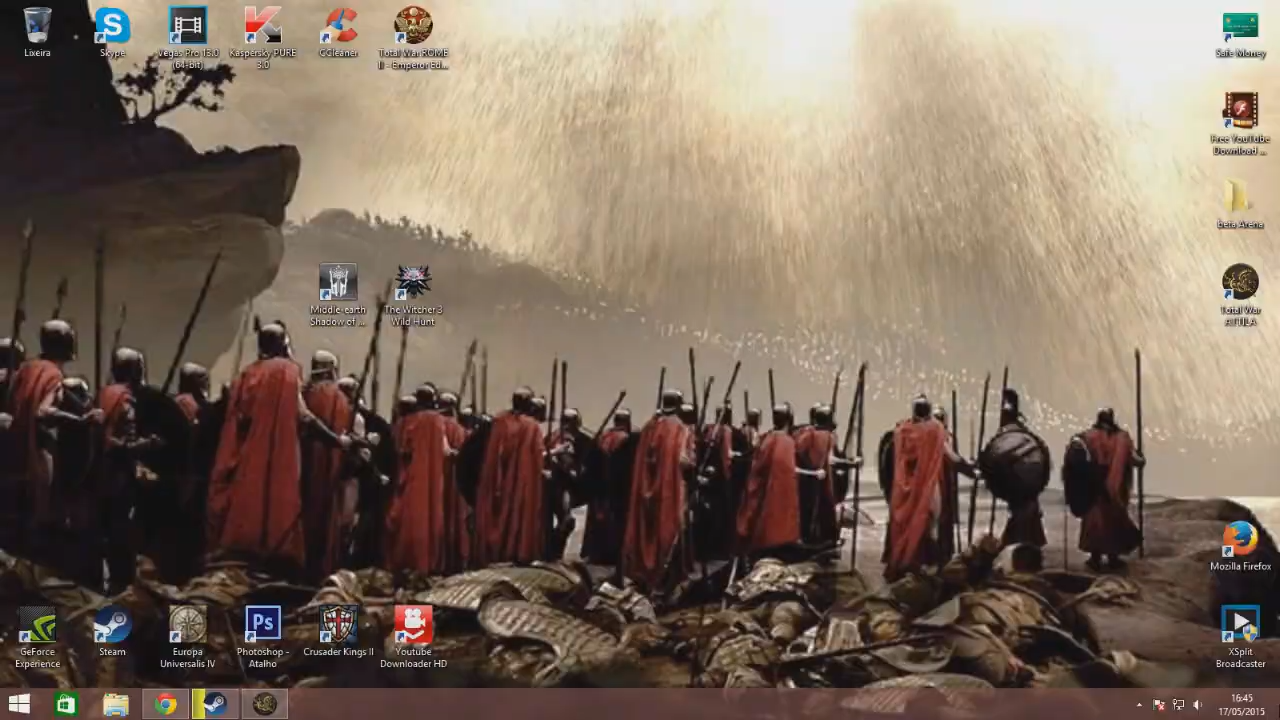 Lixeira
Skype
Vegas Pro 13.0
(64-bit)
Kaspersky PURE
3.0
CCleaner
Total War ROME
II - Emperor Ed...
Safe Money
Free YouTube
Download ...
beta Arena
Middle-earth
Shadow of ...
The Witcher 3
Wild Hunt
Total War
ATTILA
Mozilla Firefox
GeForce
Experience
Steam
Europa
Universalis IV
Ps
Photoshop -
Atalho
Crusader Kings II
Youtube
Downloader HD
XSplit
Broadcaster
16:45
17/05/2015